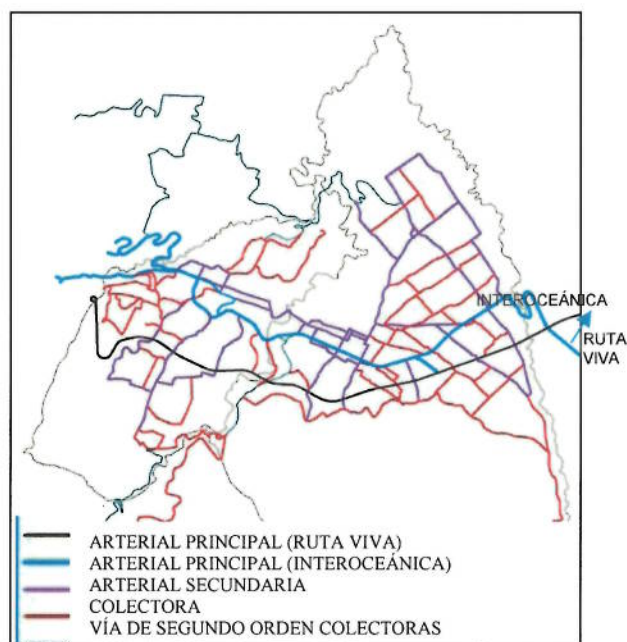 INTEROCEÁNICA
RUTA
VIVA
ARTERIAL PRINCIPAL (RUTA VIVA)
ARTERIAL PRINCIPAL (INTEROCEÁNICA)
ARTERIAL SECUNDARIA
COLECTORA
VÍA DE SEGUNDO ORDEN COLECTORAS